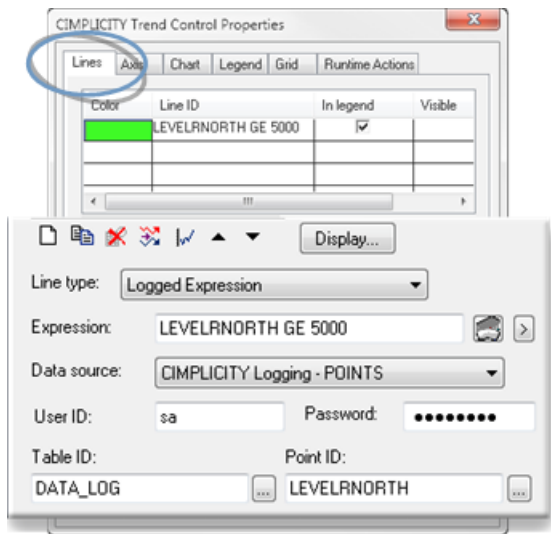 CIMPLICITY Trend Control Properties
Lines Axis Chart Legend Grid Runtime Actions
Color Line ID In legend Visible
LEVELRNORTH GE 5000
Display...
Line type: Logged Expression
Expression: LEVELRNORTH GE 5000
Data source: CIMPLICITY Logging - POINTS
User ID: sa Password: ●●●●●●●●
Table ID: Point ID:
DATA_LOG ... LEVELRNORTH ...